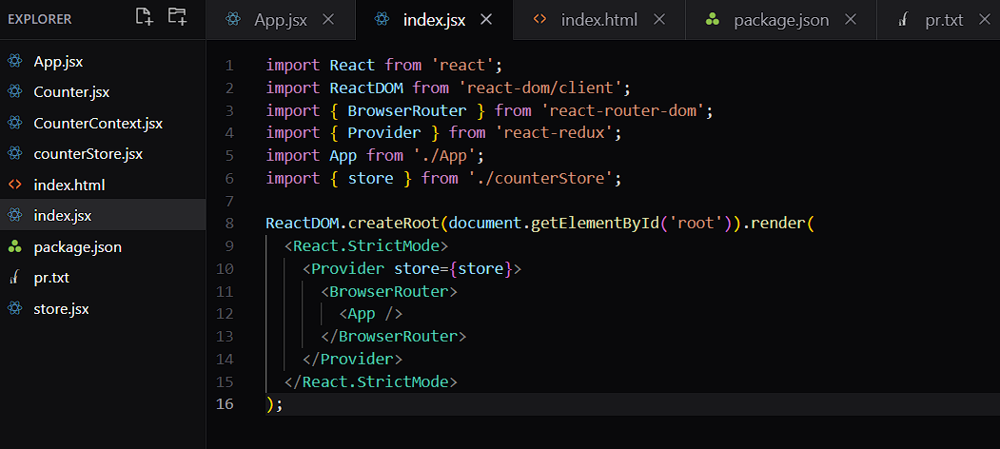 EXPLORER
App.jsx
index.jsx
index.html
package.json
pr.txt
App.jsx
Counter.jsx
CounterContext.jsx
counterStore.jsx
index.html
index.jsx
package.json
pr.txt
store.jsx
1 import React from 'react';
2 import ReactDOM from 'react-dom/client';
3 import { BrowserRouter } from 'react-router-dom';
4 import { Provider } from 'react-redux';
5 import App from './App';
6 import { store } from './counterStore';
7
8 ReactDOM.createRoot(document.getElementById('root')).render(
9   <React.StrictMode>
10     <Provider store={store}>
11       <BrowserRouter>
12         <App />
13       </BrowserRouter>
14     </Provider>
15   </React.StrictMode>
16 );